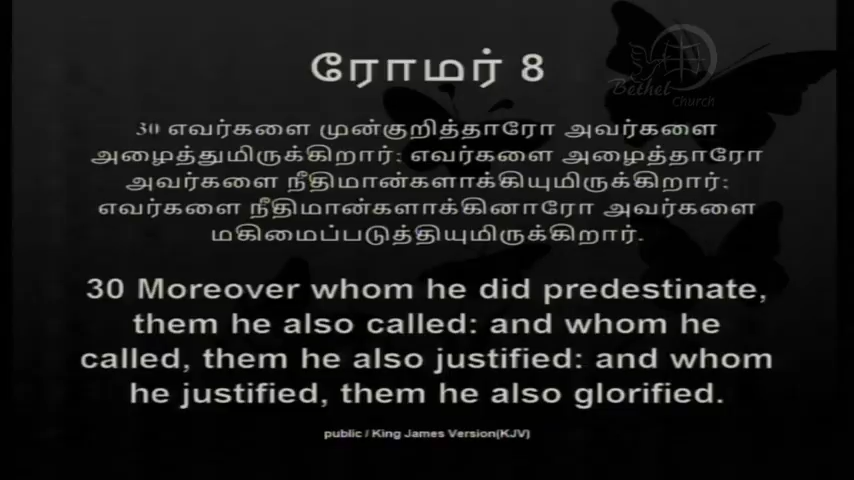 Bethel
Church
ரோமர் 8
30 எவர்களை முன்குறித்தாரோ அவர்களை
அழைத்துமிருக்கிறார்; எவர்களை அழைத்தாரோ
அவர்களை நீதிமான்களாக்கியுமிருக்கிறார்;
எவர்களை நீதிமான்களாக்கினாரோ அவர்களை
மகிமைப்படுத்தியுமிருக்கிறார்.
30 Moreover whom he did predestinate,
them he also called: and whom he
called, them he also justified: and whom
he justified, them he also glorified.
public / King James Version(KJV)